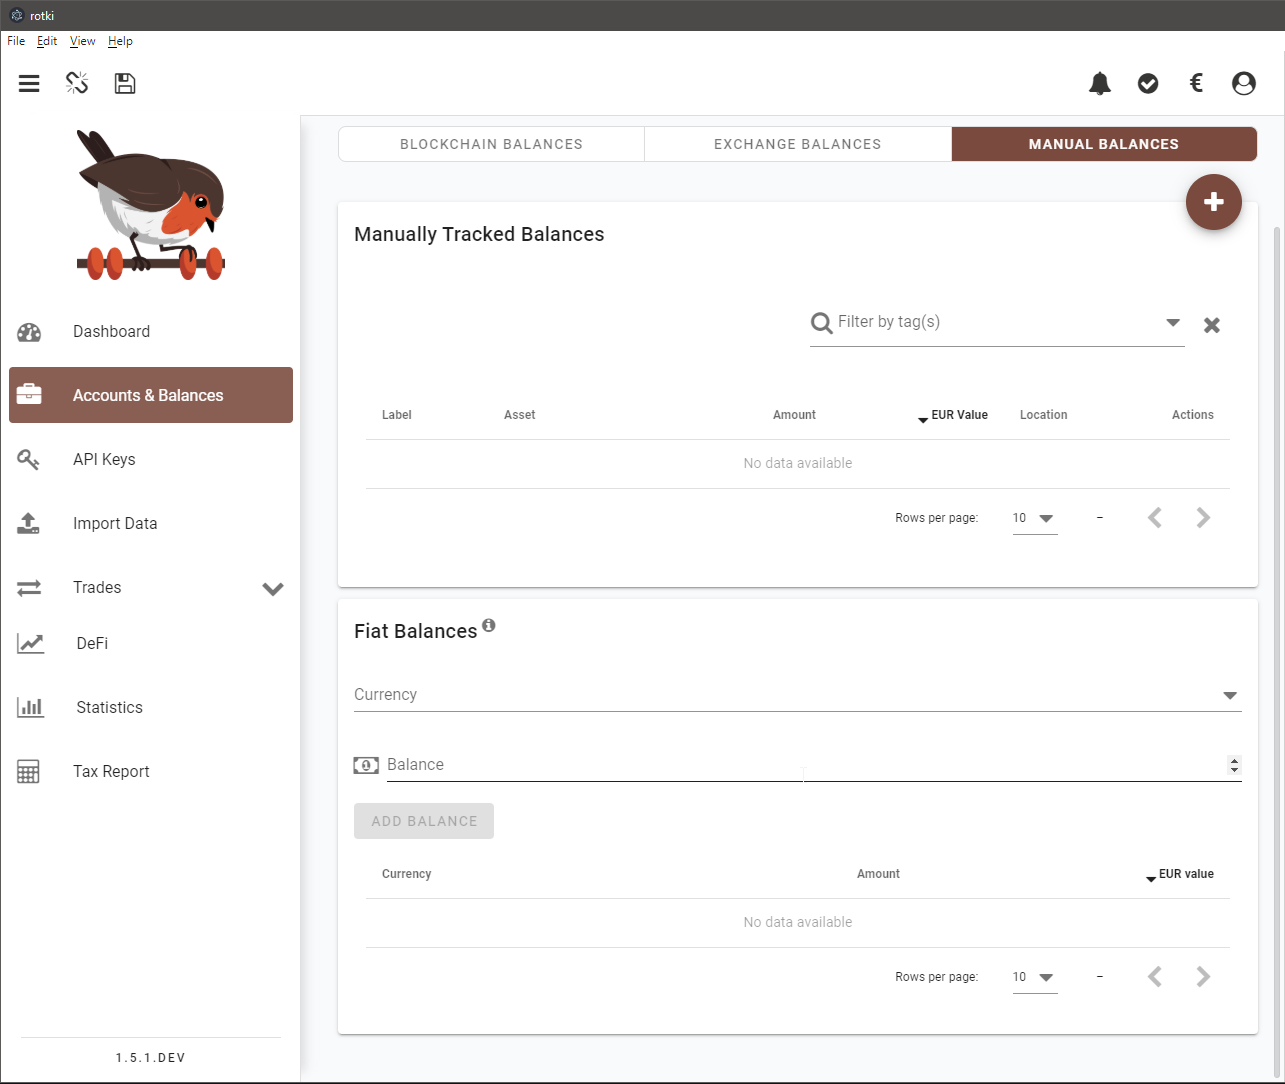 rotki
File Edit View Help
€
BLOCKCHAIN BALANCES EXCHANGE BALANCES MANUAL BALANCES
Manually Tracked Balances
Filter by tag(s)
Label Asset Amount EUR Value Location Actions
No data available
Rows per page: 10 –
Dashboard
Accounts & Balances
API Keys
Import Data
Trades
DeFi
Statistics
Tax Report
1.5.1.DEV
Fiat Balances
Currency
Balance
ADD BALANCE
Currency Amount EUR value
No data available
Rows per page: 10 –